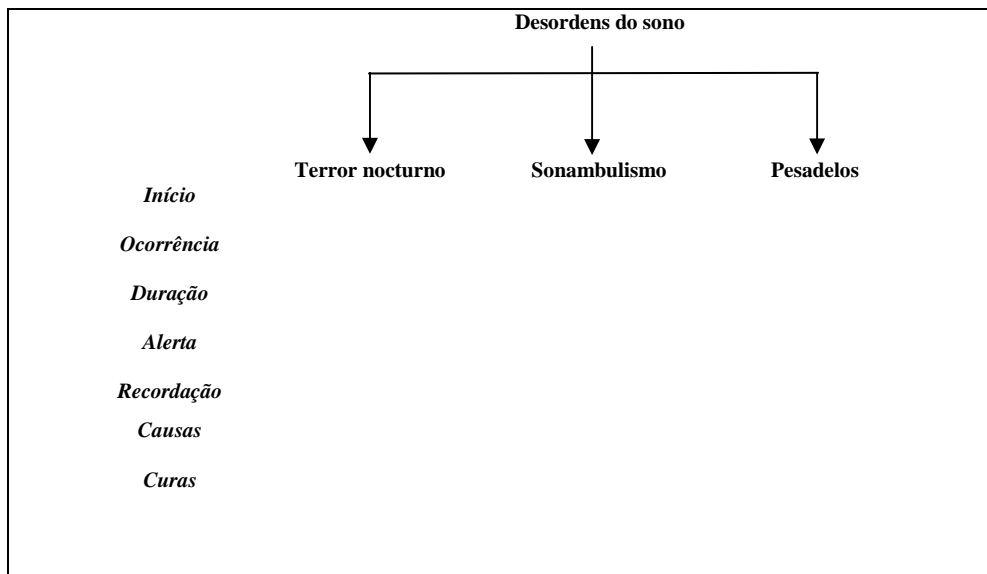 Desordens do sono
Terror nocturno Sonambulismo Pesadelos
Início
Ocorrência
Duração
Alerta
Recordação
Causas
Curas